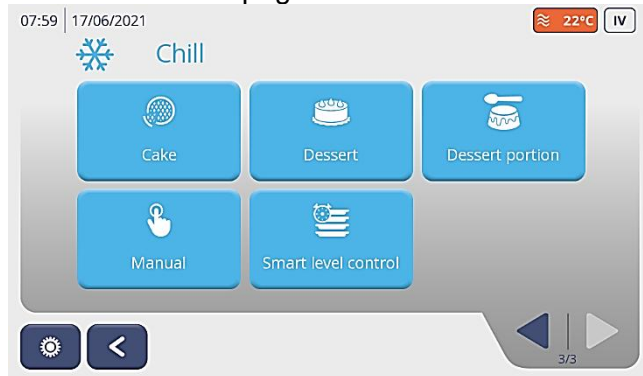 07:59 17/06/2021 22°C IV
Chill
Cake Dessert Dessert portion
Manual Smart level control
3/3